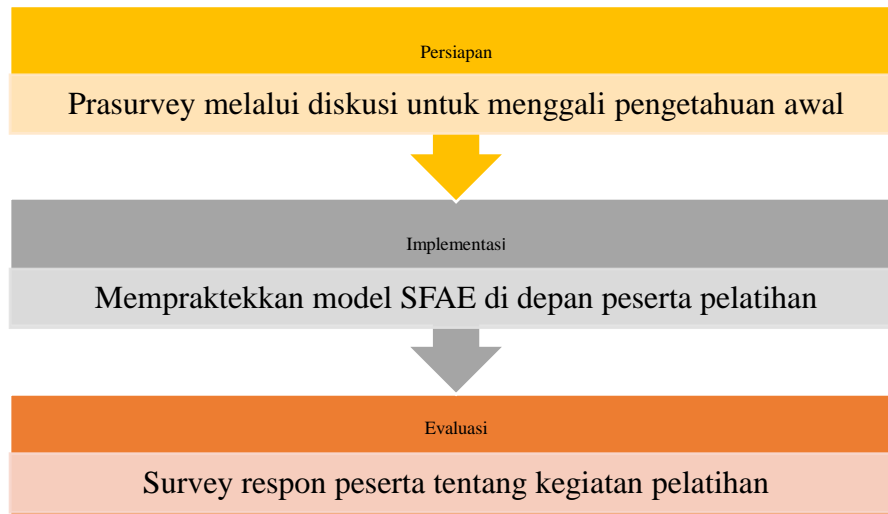 Persiapan
Prasurvey melalui diskusi untuk menggali pengetahuan awal
Implementasi
Mempraktekkan model SFAE di depan peserta pelatihan
Evaluasi
Survey respon peserta tentang kegiatan pelatihan